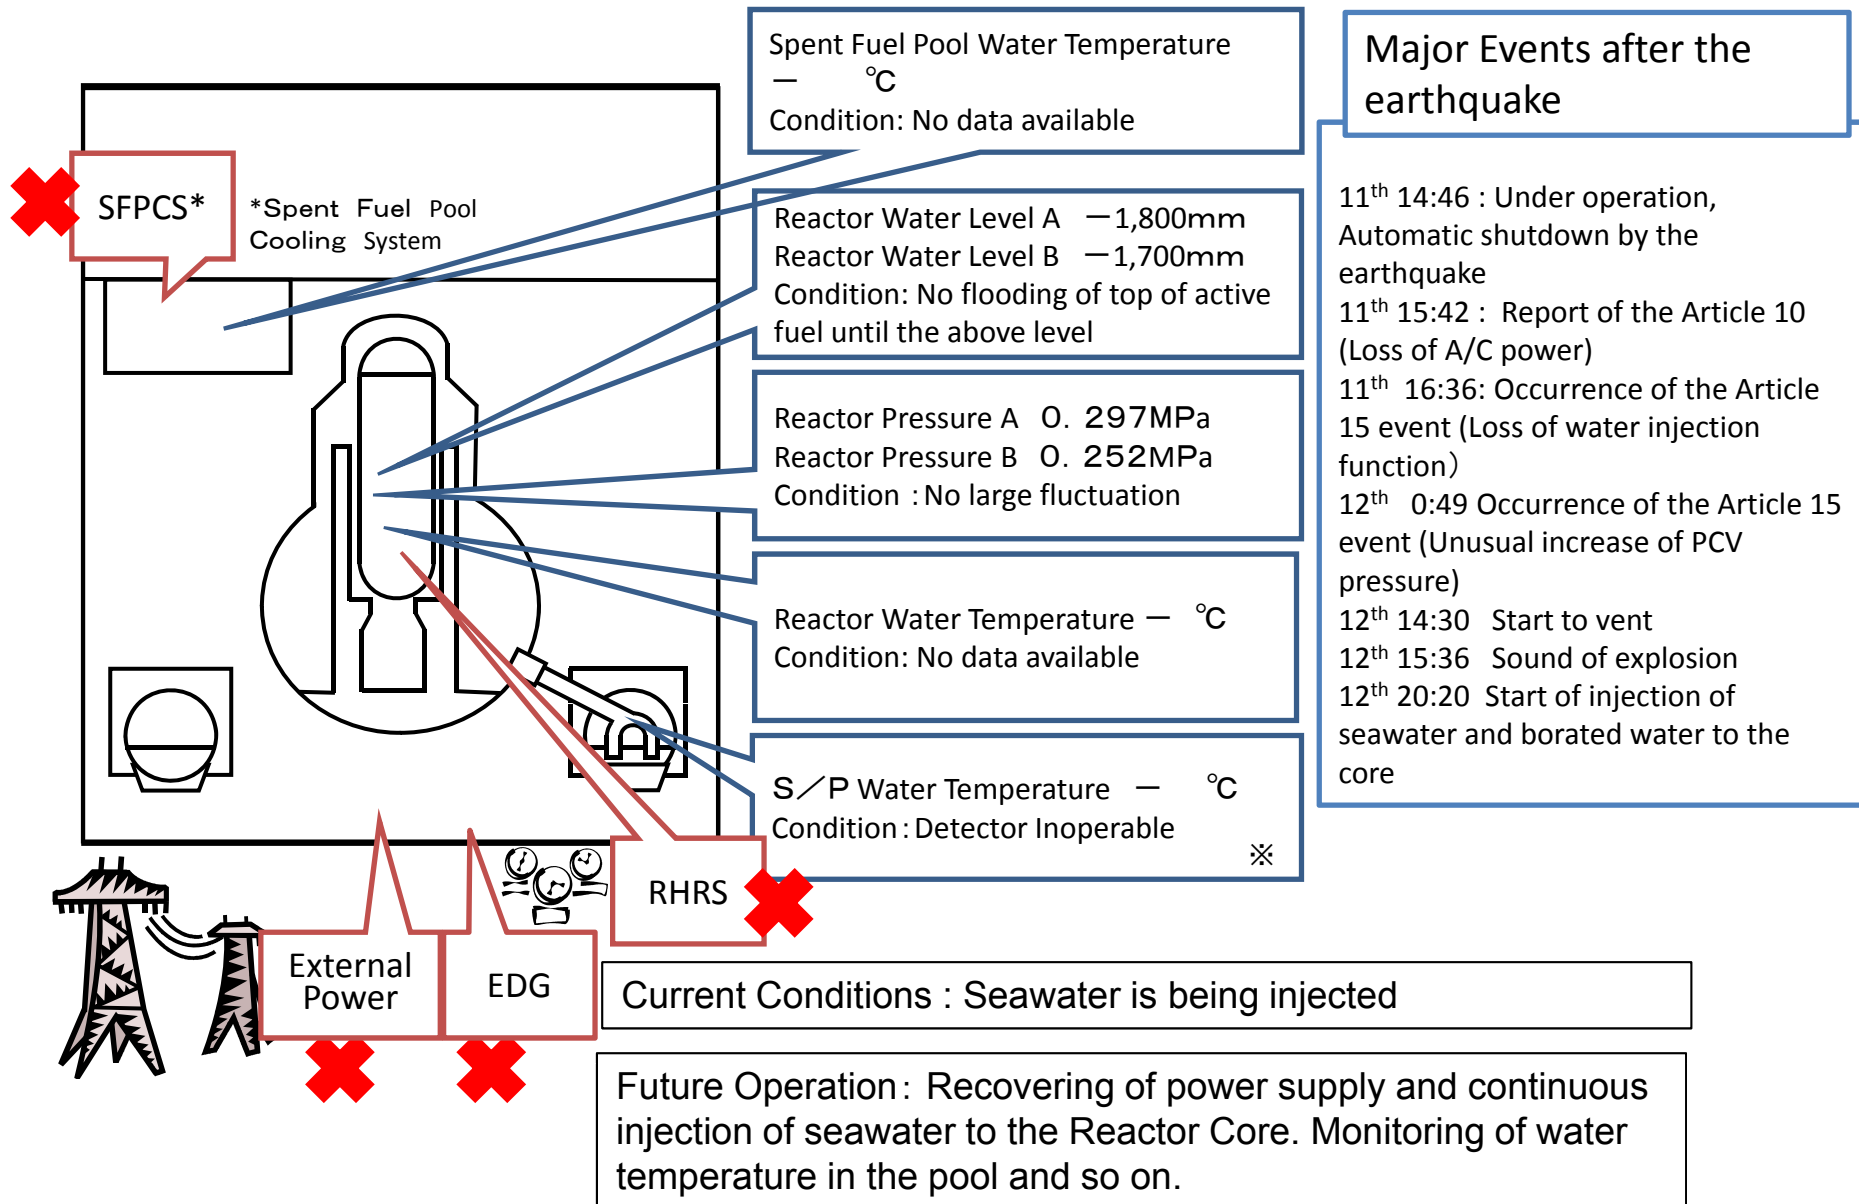 Spent Fuel Pool Water Temperature
－ ℃
Condition: No data available
Major Events after the
earthquake
SFPCS*
*Spent Fuel Pool
Cooling System
Reactor Water Level A －1,800mm
Reactor Water Level B －1,700mm
Condition: No flooding of top of active
fuel until the above level
Reactor Pressure A 0. 297MPa
Reactor Pressure B 0. 252MPa
Condition : No large fluctuation
Reactor Water Temperature － ℃
Condition: No data available
S／P Water Temperature － ℃
Condition : Detector Inoperable
※
11th 14:46 : Under operation,
Automatic shutdown by the
earthquake
11th 15:42 : Report of the Article 10
(Loss of A/C power)
11th 16:36: Occurrence of the Article
15 event (Loss of water injection
function）
12th 0:49 Occurrence of the Article 15
event (Unusual increase of PCV
pressure)
12th 14:30 Start to vent
12th 15:36 Sound of explosion
12th 20:20 Start of injection of
seawater and borated water to the
core
RHRS
External
Power
EDG
Current Conditions : Seawater is being injected
Future Operation : Recovering of power supply and continuous
injection of seawater to the Reactor Core. Monitoring of water
temperature in the pool and so on.